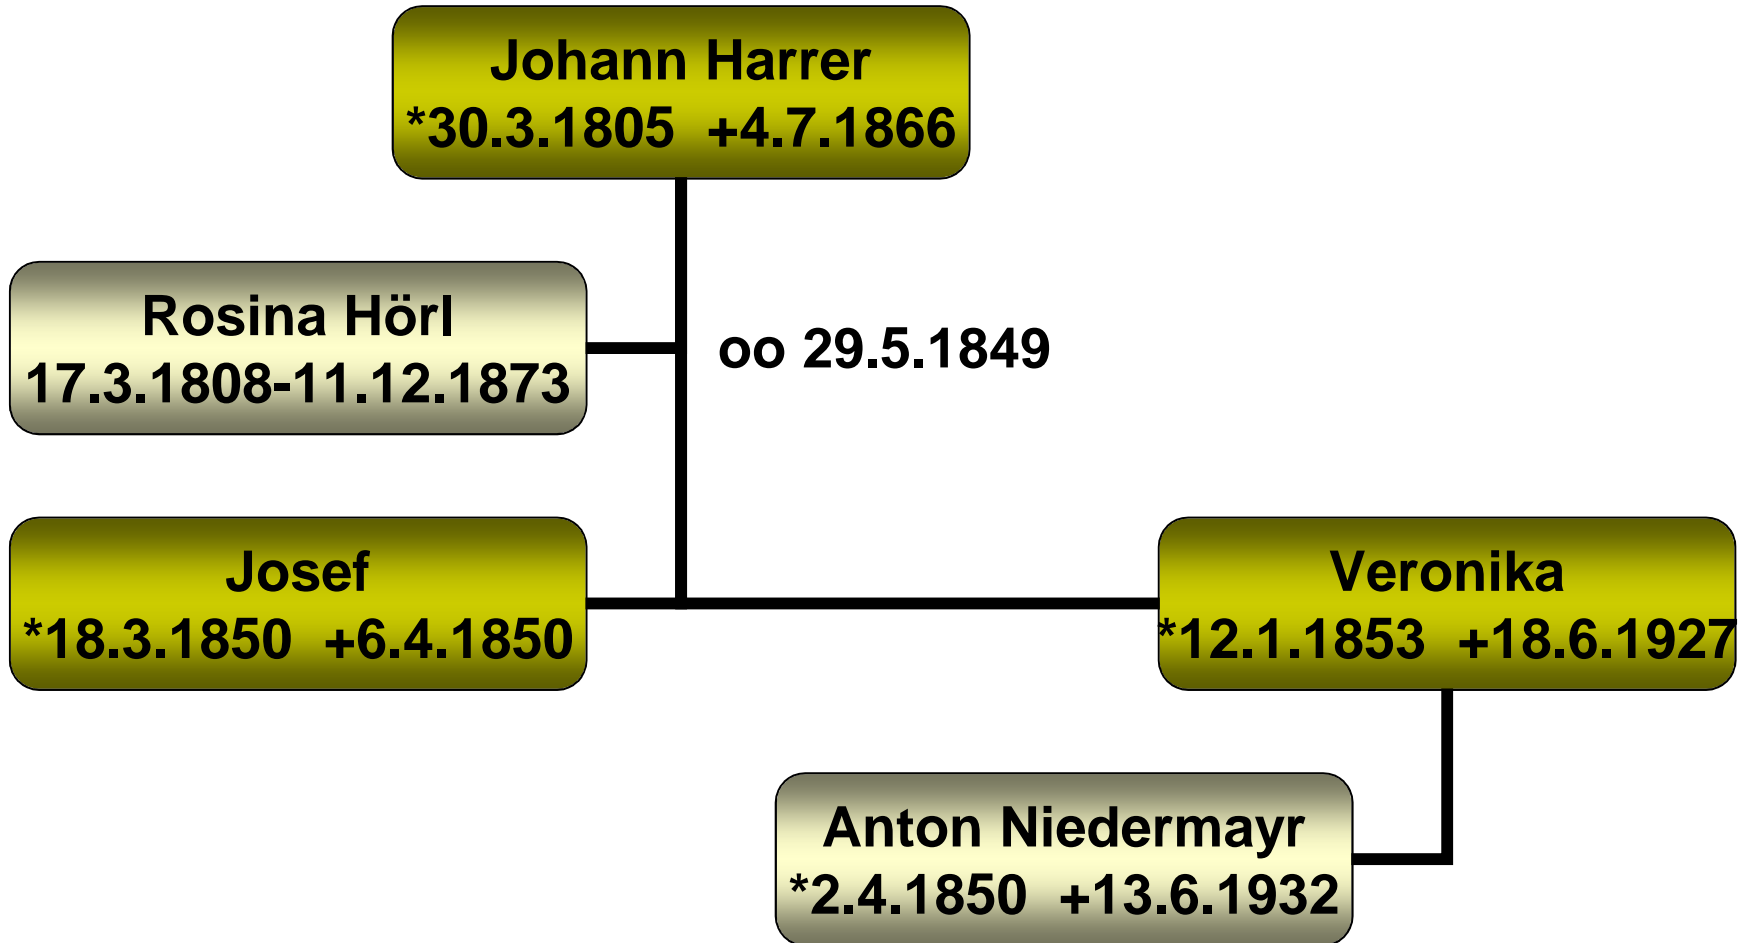 Johann Harrer
*30.3.1805 +4.7.1866
Rosina Hörl
17.3.1808-11.12.1873
oo 29.5.1849
Josef
*18.3.1850 +6.4.1850
Veronika
*12.1.1853 +18.6.1927
Anton Niedermayr
*2.4.1850 +13.6.1932